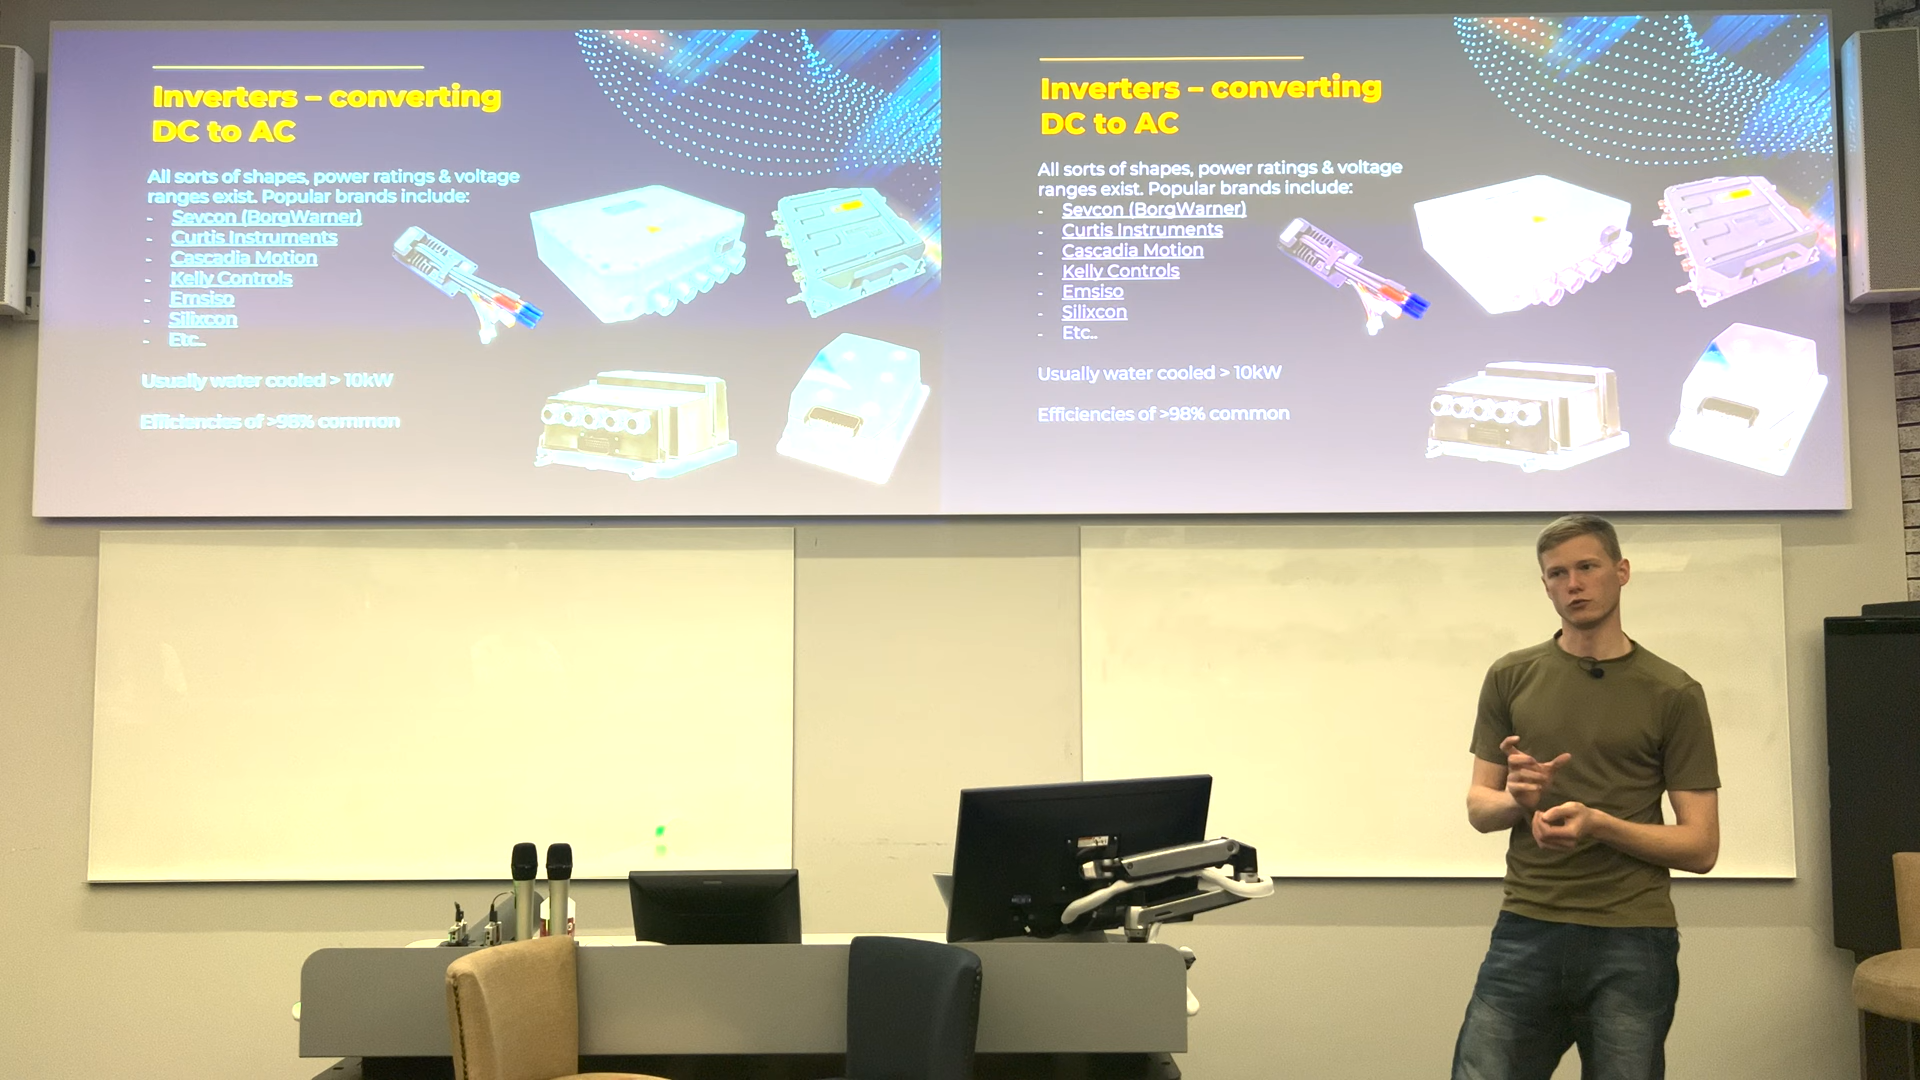 Inverters – converting
DC to AC
All sorts of shapes, power ratings & voltage
ranges exist. Popular brands include:
- Sevcon (BorgWarner)
- Curtis Instruments
- Cascadia Motion
- Kelly Controls
- Emsiso
- Silixcon
- Etc..
Usually water cooled > 10kW
Efficiencies of >98% common
Inverters – converting
DC to AC
All sorts of shapes, power ratings & voltage
ranges exist. Popular brands include:
- Sevcon (BorgWarner)
- Curtis Instruments
- Cascadia Motion
- Kelly Controls
- Emsiso
- Silixcon
- Etc..
Usually water cooled > 10kW
Efficiencies of >98% common